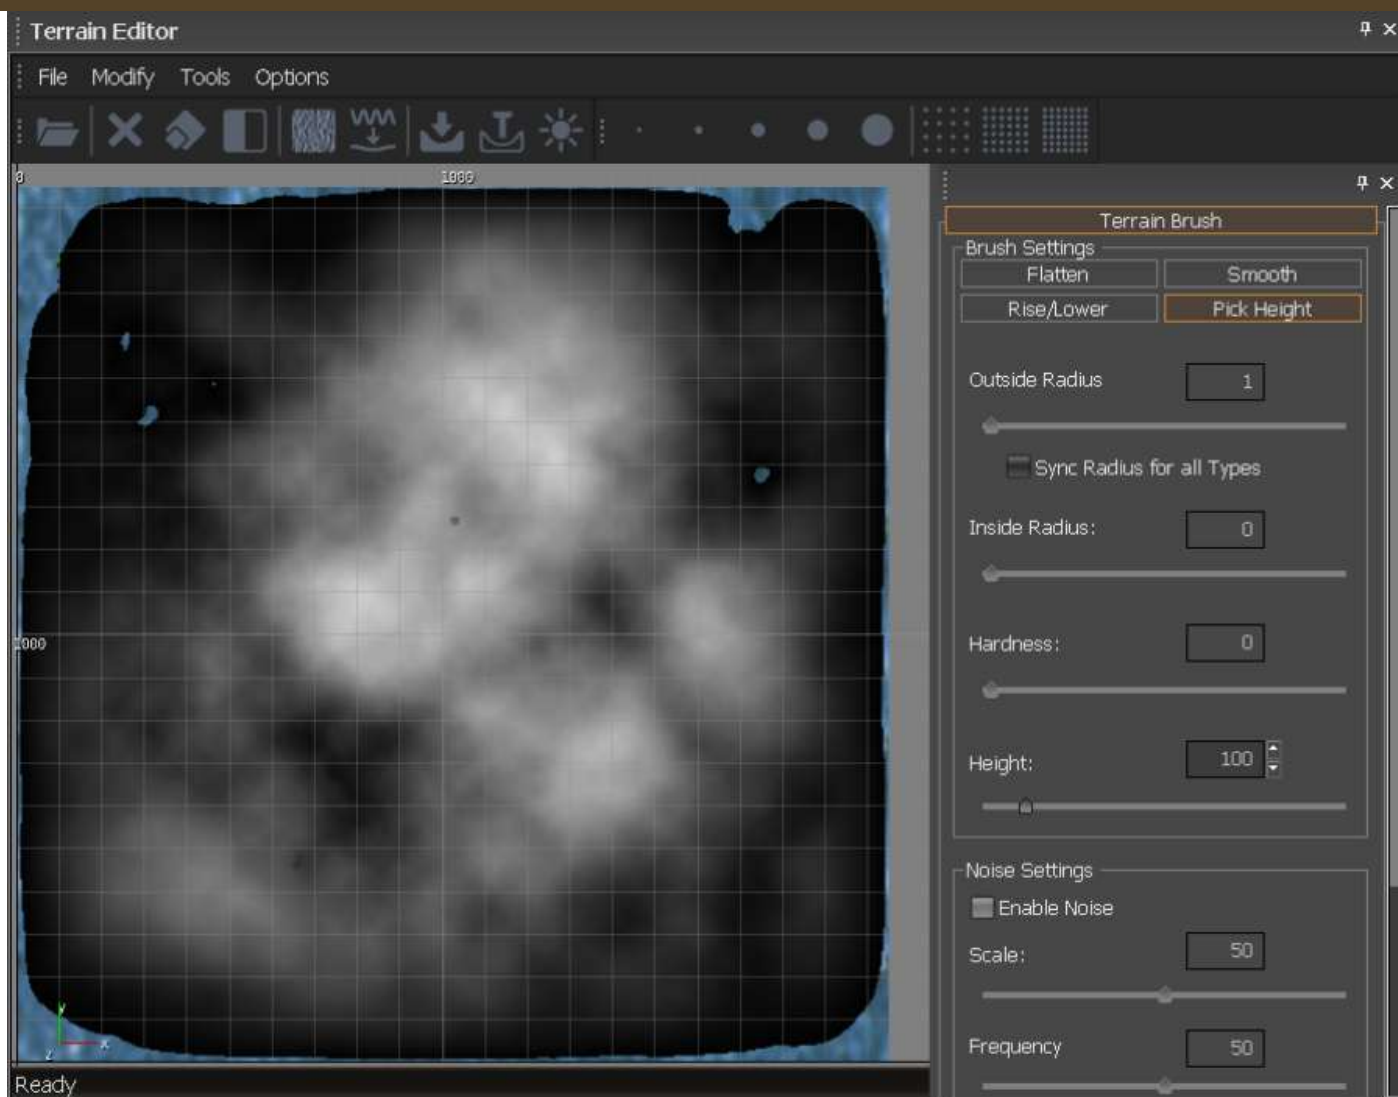 Terrain Editor
File Modify Tools Options
0 1000
Terrain Brush
Brush Settings
Flatten Smooth
Rise/Lower Pick Height
Outside Radius 1
Sync Radius for all Types
Inside Radius: 0
1000
Hardness: 0
Height: 100
Noise Settings
Enable Noise
Scale: 50
y
z x
Frequency 50
Ready